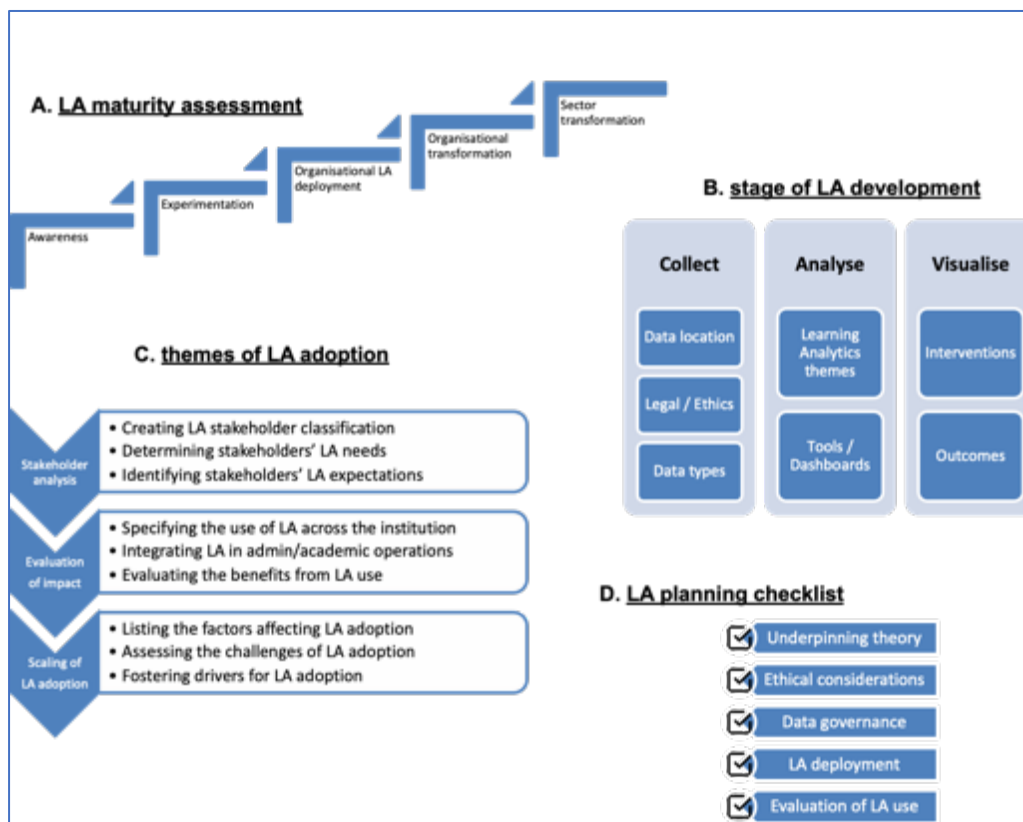 A. LA maturity assessment
Awareness
Experimentation
Organisational LA
deployment
Organisational
transformation
Sector
transformation
B. stage of LA development
Collect
Data location
Legal / Ethics
Data types
Analyse
Learning
Analytics
themes
Tools /
Dashboards
Visualise
Interventions
Outcomes
C. themes of LA adoption
Stakeholder
analysis
• Creating LA stakeholder classification
• Determining stakeholders' LA needs
• Identifying stakeholders' LA expectations
Evaluation
of impact
• Specifying the use of LA across the institution
• Integrating LA in admin/academic operations
• Evaluating the benefits from LA use
Scaling of
LA adoption
• Listing the factors affecting LA adoption
• Assessing the challenges of LA adoption
• Fostering drivers for LA adoption
D. LA planning checklist
Underpinning theory
Ethical considerations
Data governance
LA deployment
Evaluation of LA use